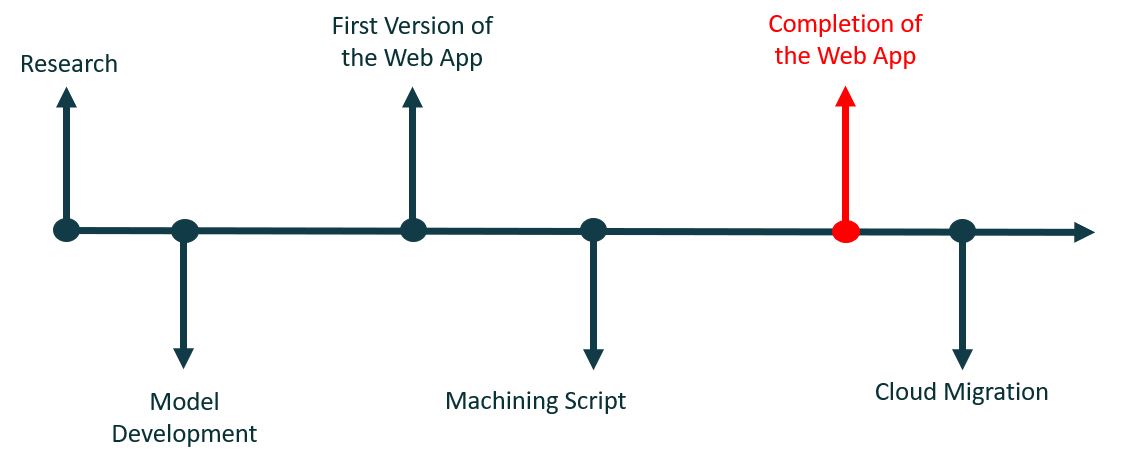 Research
First Version of
the Web App
Completion of
the Web App
Model
Development
Machining Script
Cloud Migration